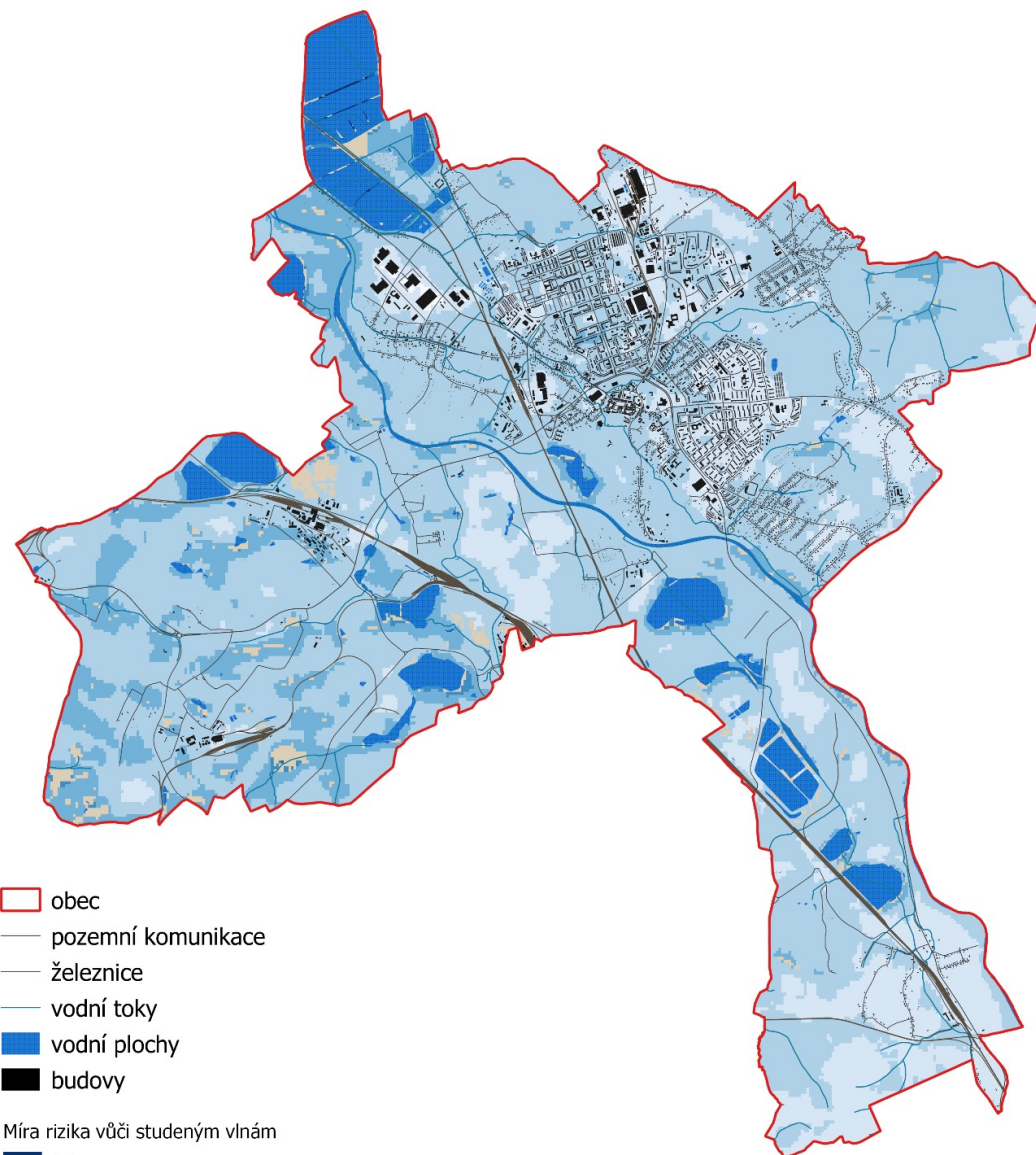 obec
pozemní komunikace
železnice
vodní toky
vodní plochy
budovy
Míra rizika vůči studeným vlnám